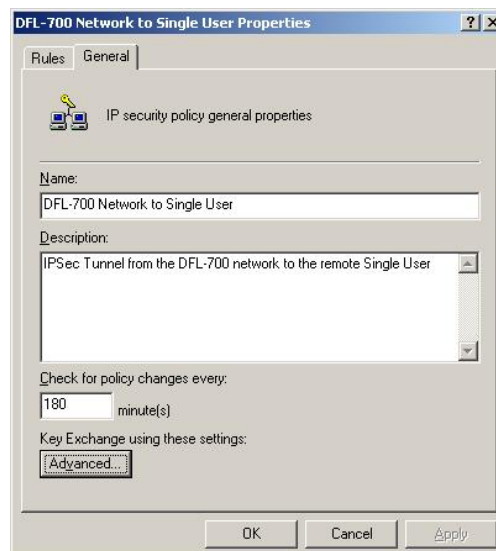 DFL-700 Network to Single User Properties
Rules General
IP security policy general properties
Name:
DFL-700 Network to Single User
Description:
IPSec Tunnel from the DFL-700 network to the remote Single User
Check for policy changes every:
180 minute(s)
Key Exchange using these settings:
Advanced...
OK Cancel Apply